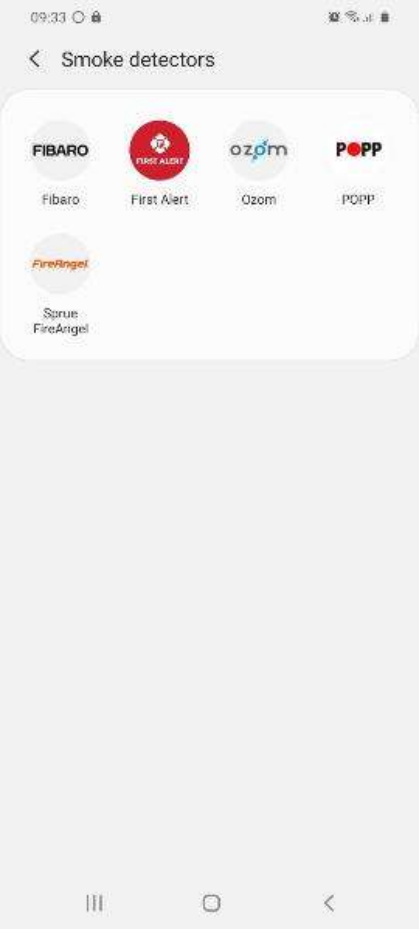 09:33
Smoke detectors
FIBARO
FIRST ALERT
ozom
POPP
Fibaro
First Alert
Ozom
POPP
FireAngel
Sprue
FireAngel